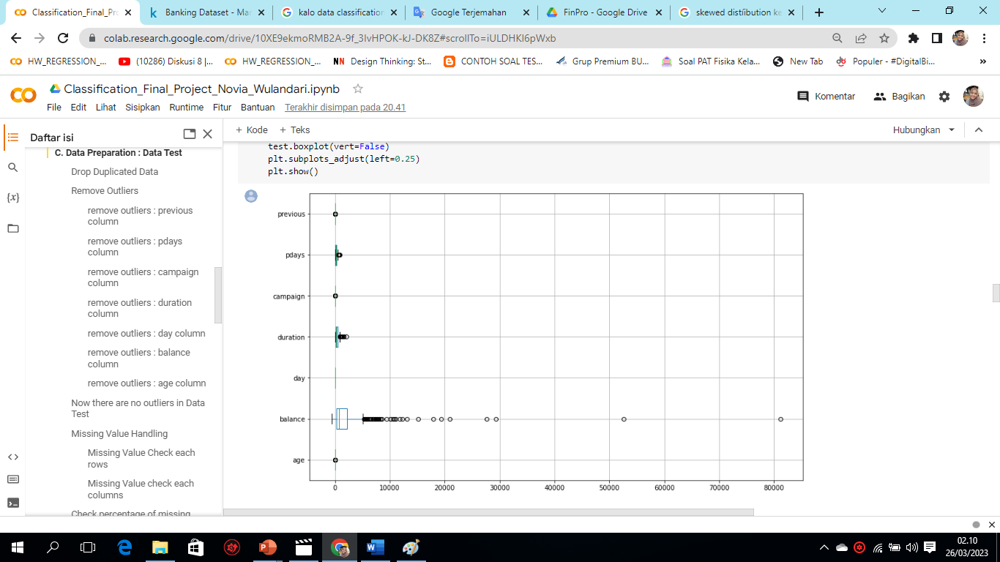 Classification_Final_Pro
Banking Dataset - Mar
kalo data classification
Google Terjemahan
FinPro - Google Drive
skewed distíibution ke
colab.research.google.com/drive/10XE9ekmoRMB2A-9f_3IvHPOK-kJ-DK8Z#scrollTo=iULDHKI6pWxb
HW_REGRESSION_...
(10286) Diskusi 8 |...
HW_REGRESSION_...
NN Design Thinking: St...
CONTOH SOAL TES...
Grup Premium BU...
Soal PAT Fisika Kela...
New Tab
Populer - #DigitalBi...
»
Classification_Final_Project_Novia_Wulandari.ipynb
File Edit Lihat Sisipkan Runtime Fitur Bantuan Terakhir disimpan pada 20.41
Komentar
Bagikan
Daftar isi
+ Kode + Teks
Hubungkan
C. Data Preparation : Data Test
Drop Duplicated Data
Remove Outliers
remove outliers : previous
column
remove outliers : pdays
column
remove outliers : campaign
column
remove outliers : duration
column
remove outliers : day column
remove outliers : balance
column
remove outliers : age column
Now there are no outliers in Data
Test
Missing Value Handling
Missing Value Check each
rows
Missing Value check each
columns
Check percentage of missing
test.boxplot(vert=False)
plt.subplots_adjust(left=0.25)
plt.show()
previous
pdays
campaign
duration
day
balance
age
0 10000 20000 30000 40000 50000 60000 70000 80000
02.10
26/03/2023